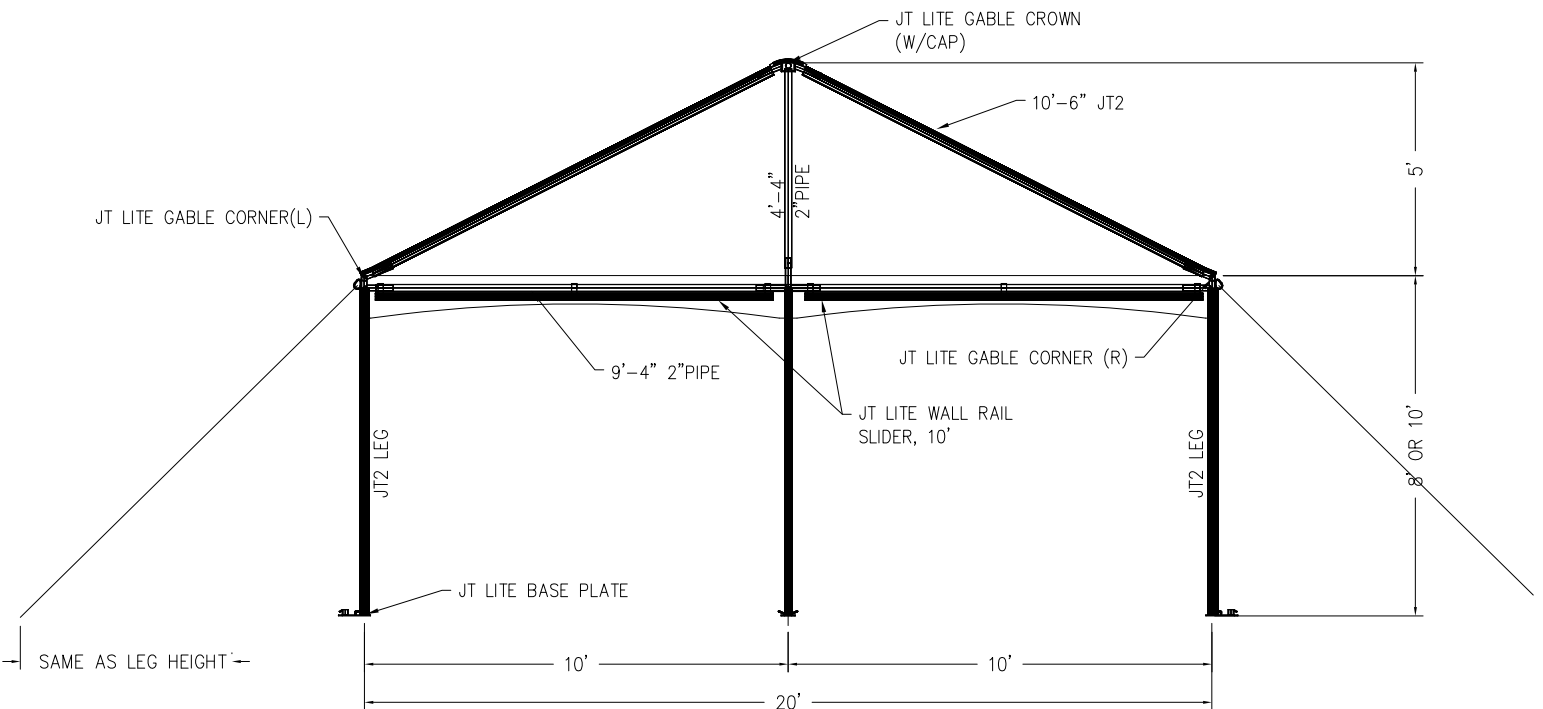 JT LITE GABLE CROWN
(W/CAP)
10'-6" JT2
5'
4'-4"
2"PIPE
JT LITE GABLE CORNER(L)
JT LITE GABLE CORNER (R)
9'-4" 2"PIPE
JT LITE WALL RAIL
SLIDER, 10'
JT2 LEG
JT2 LEG
8' OR 10'
JT LITE BASE PLATE
SAME AS LEG HEIGHT
10'
10'
20'